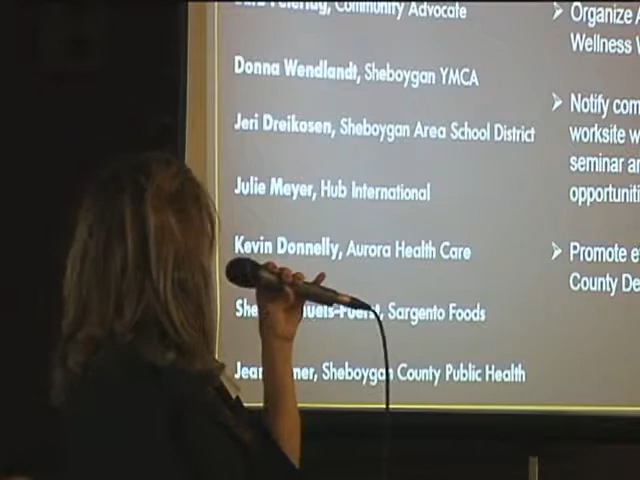 Community Advocate
Donna Wendlandt, Sheboygan YMCA
Jeri Dreikosen, Sheboygan Area School District
Julie Meyer, Hub International
Kevin Donnelly, Aurora Health Care
Sargento Foods
Sheboygan County Public Health
➢ Organize
Wellness
➢ Notify
worksite
seminar
➢ Promote
County